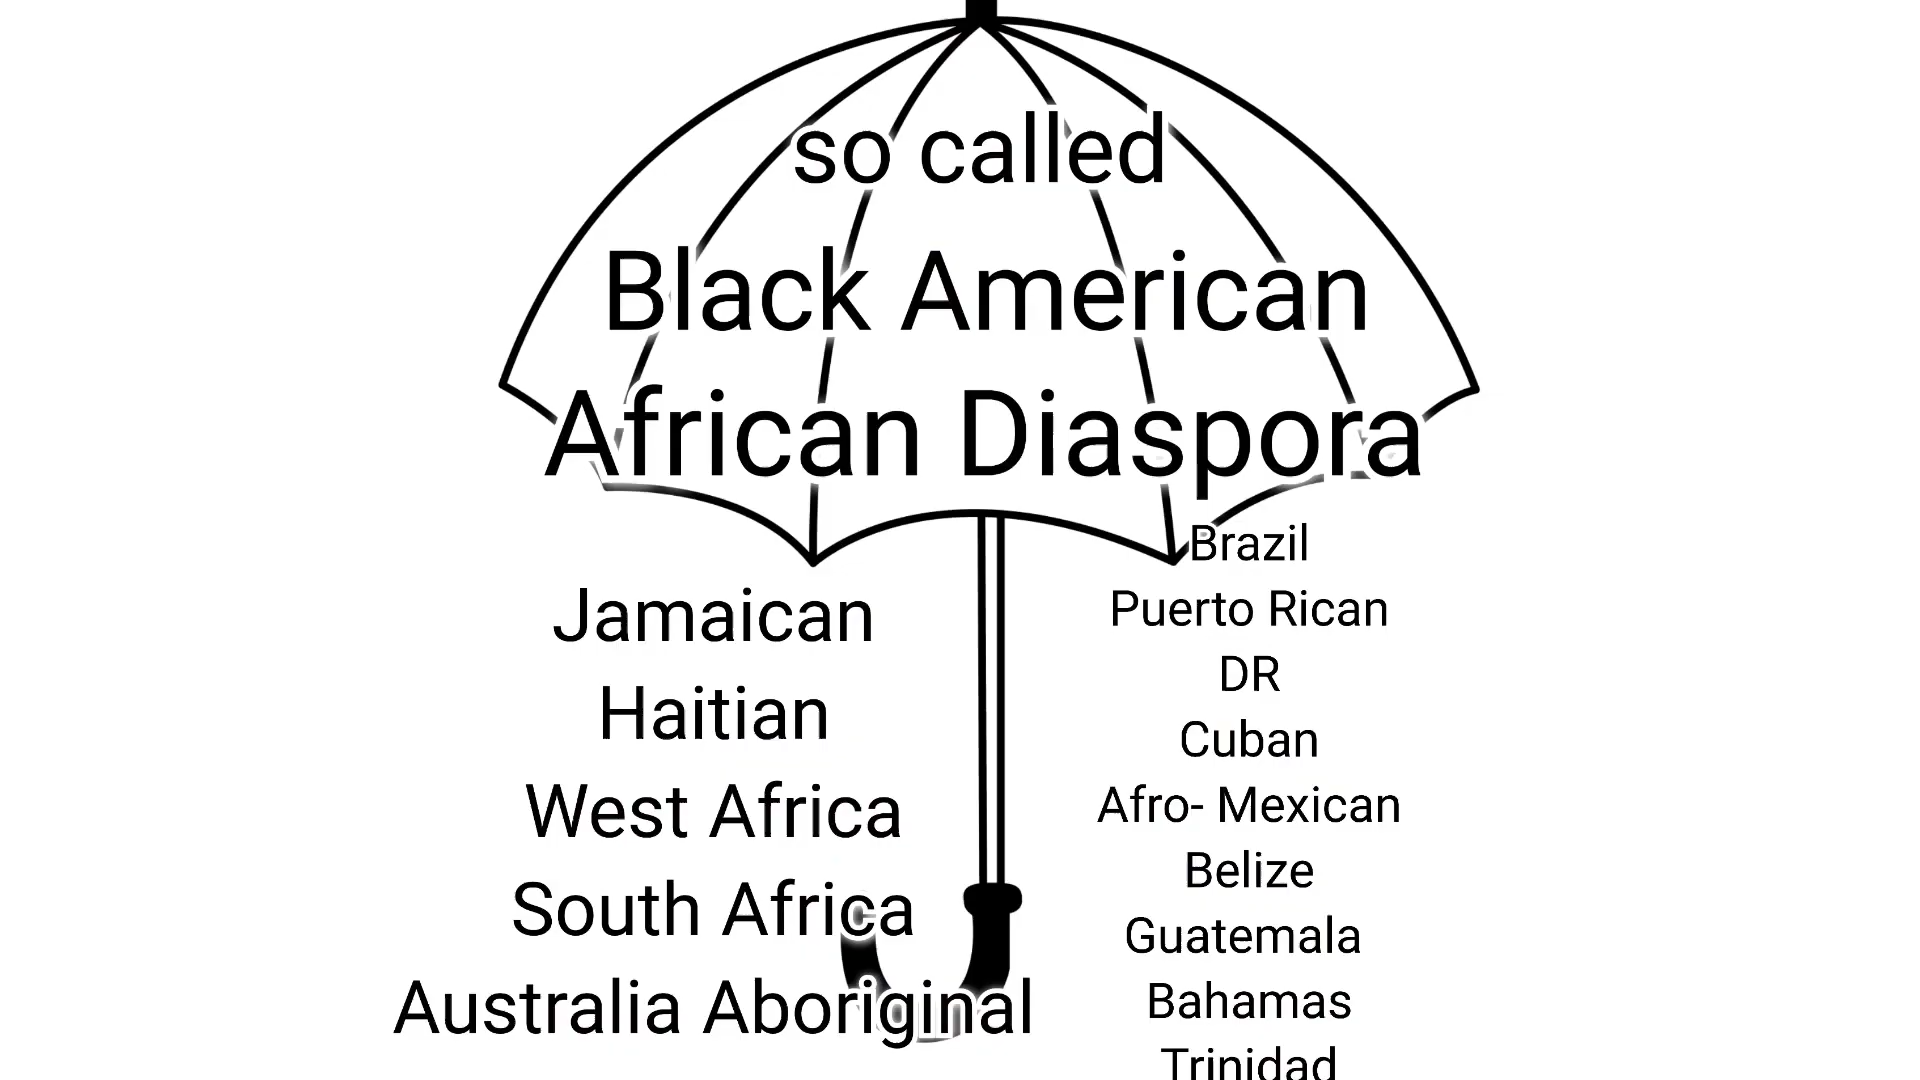 so called
Black American
African Diaspora
Jamaican
Haitian
West Africa
South Africa
Australia Aboriginal
Brazil
Puerto Rican
DR
Cuban
Afro- Mexican
Belize
Guatemala
Bahamas
Trinidad